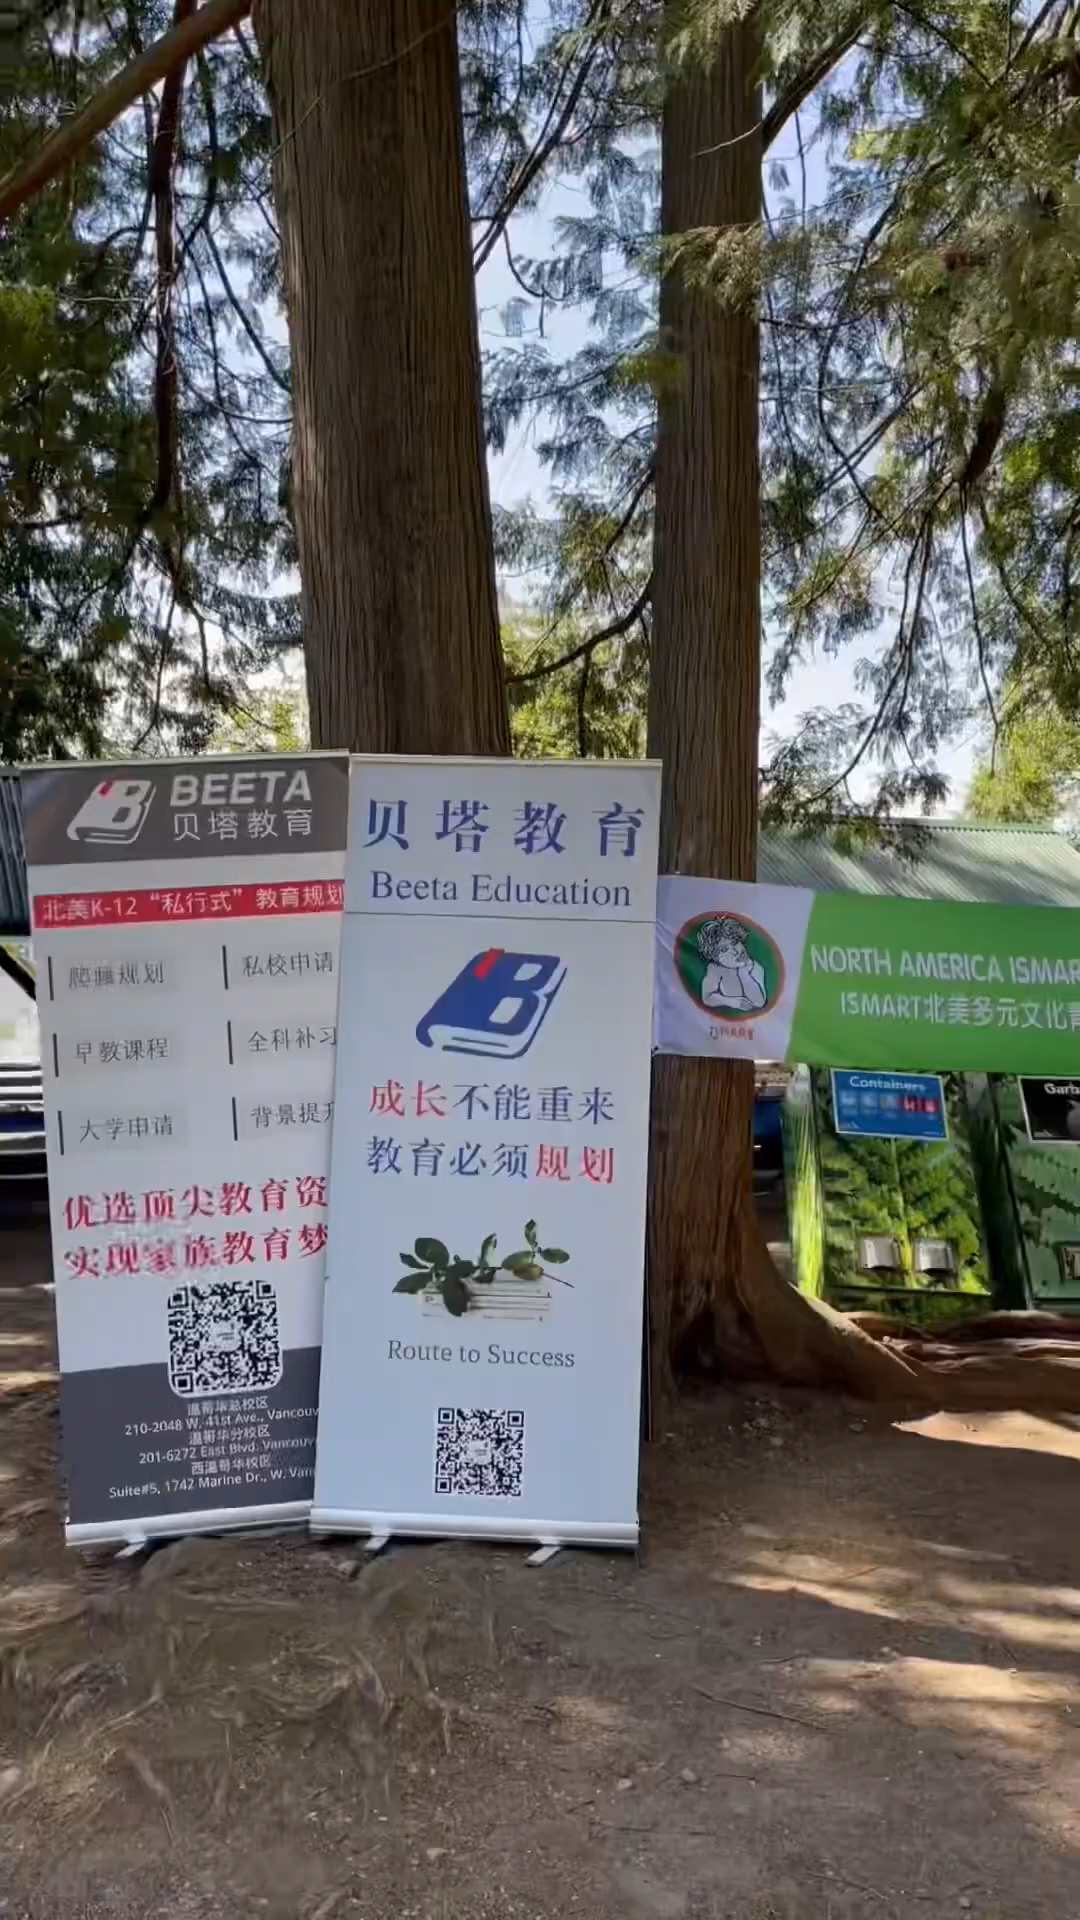 BEETA
贝塔教育
北美K-12 “私行式” 教育规划
爬藤规划
私校申请
早教课程
全科补习
大学申请
背景提升
优选顶尖教育资
实现家族教育梦
温哥华总校区
210-2048 W. 41st Ave., Vancouv
温哥华分校区
201-6272 East Blvd. Vancouv
西温哥华校区
Suite#5, 1742 Marine Dr., W. Van
贝塔教育
Beeta Education
成长不能重来
教育必须规划
Route to Success
NORTH AMERICA ISMAR
ISMART北美多元文化青
Containers
Garb